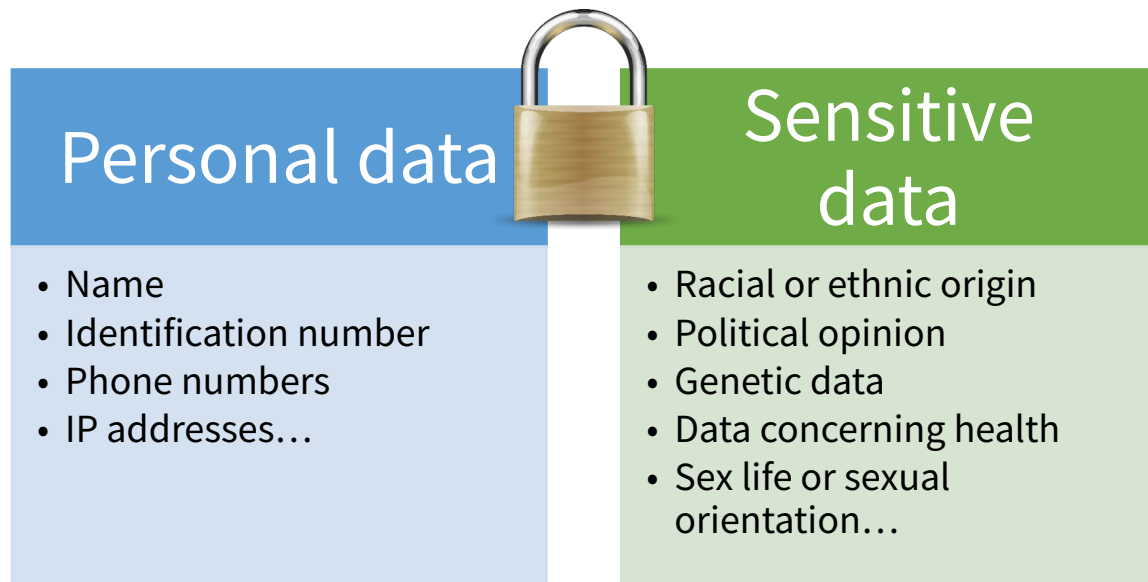 Personal data
• Name
• Identification number
• Phone numbers
• IP addresses…
Sensitive
data
• Racial or ethnic origin
• Political opinion
• Genetic data
• Data concerning health
• Sex life or sexual
orientation…